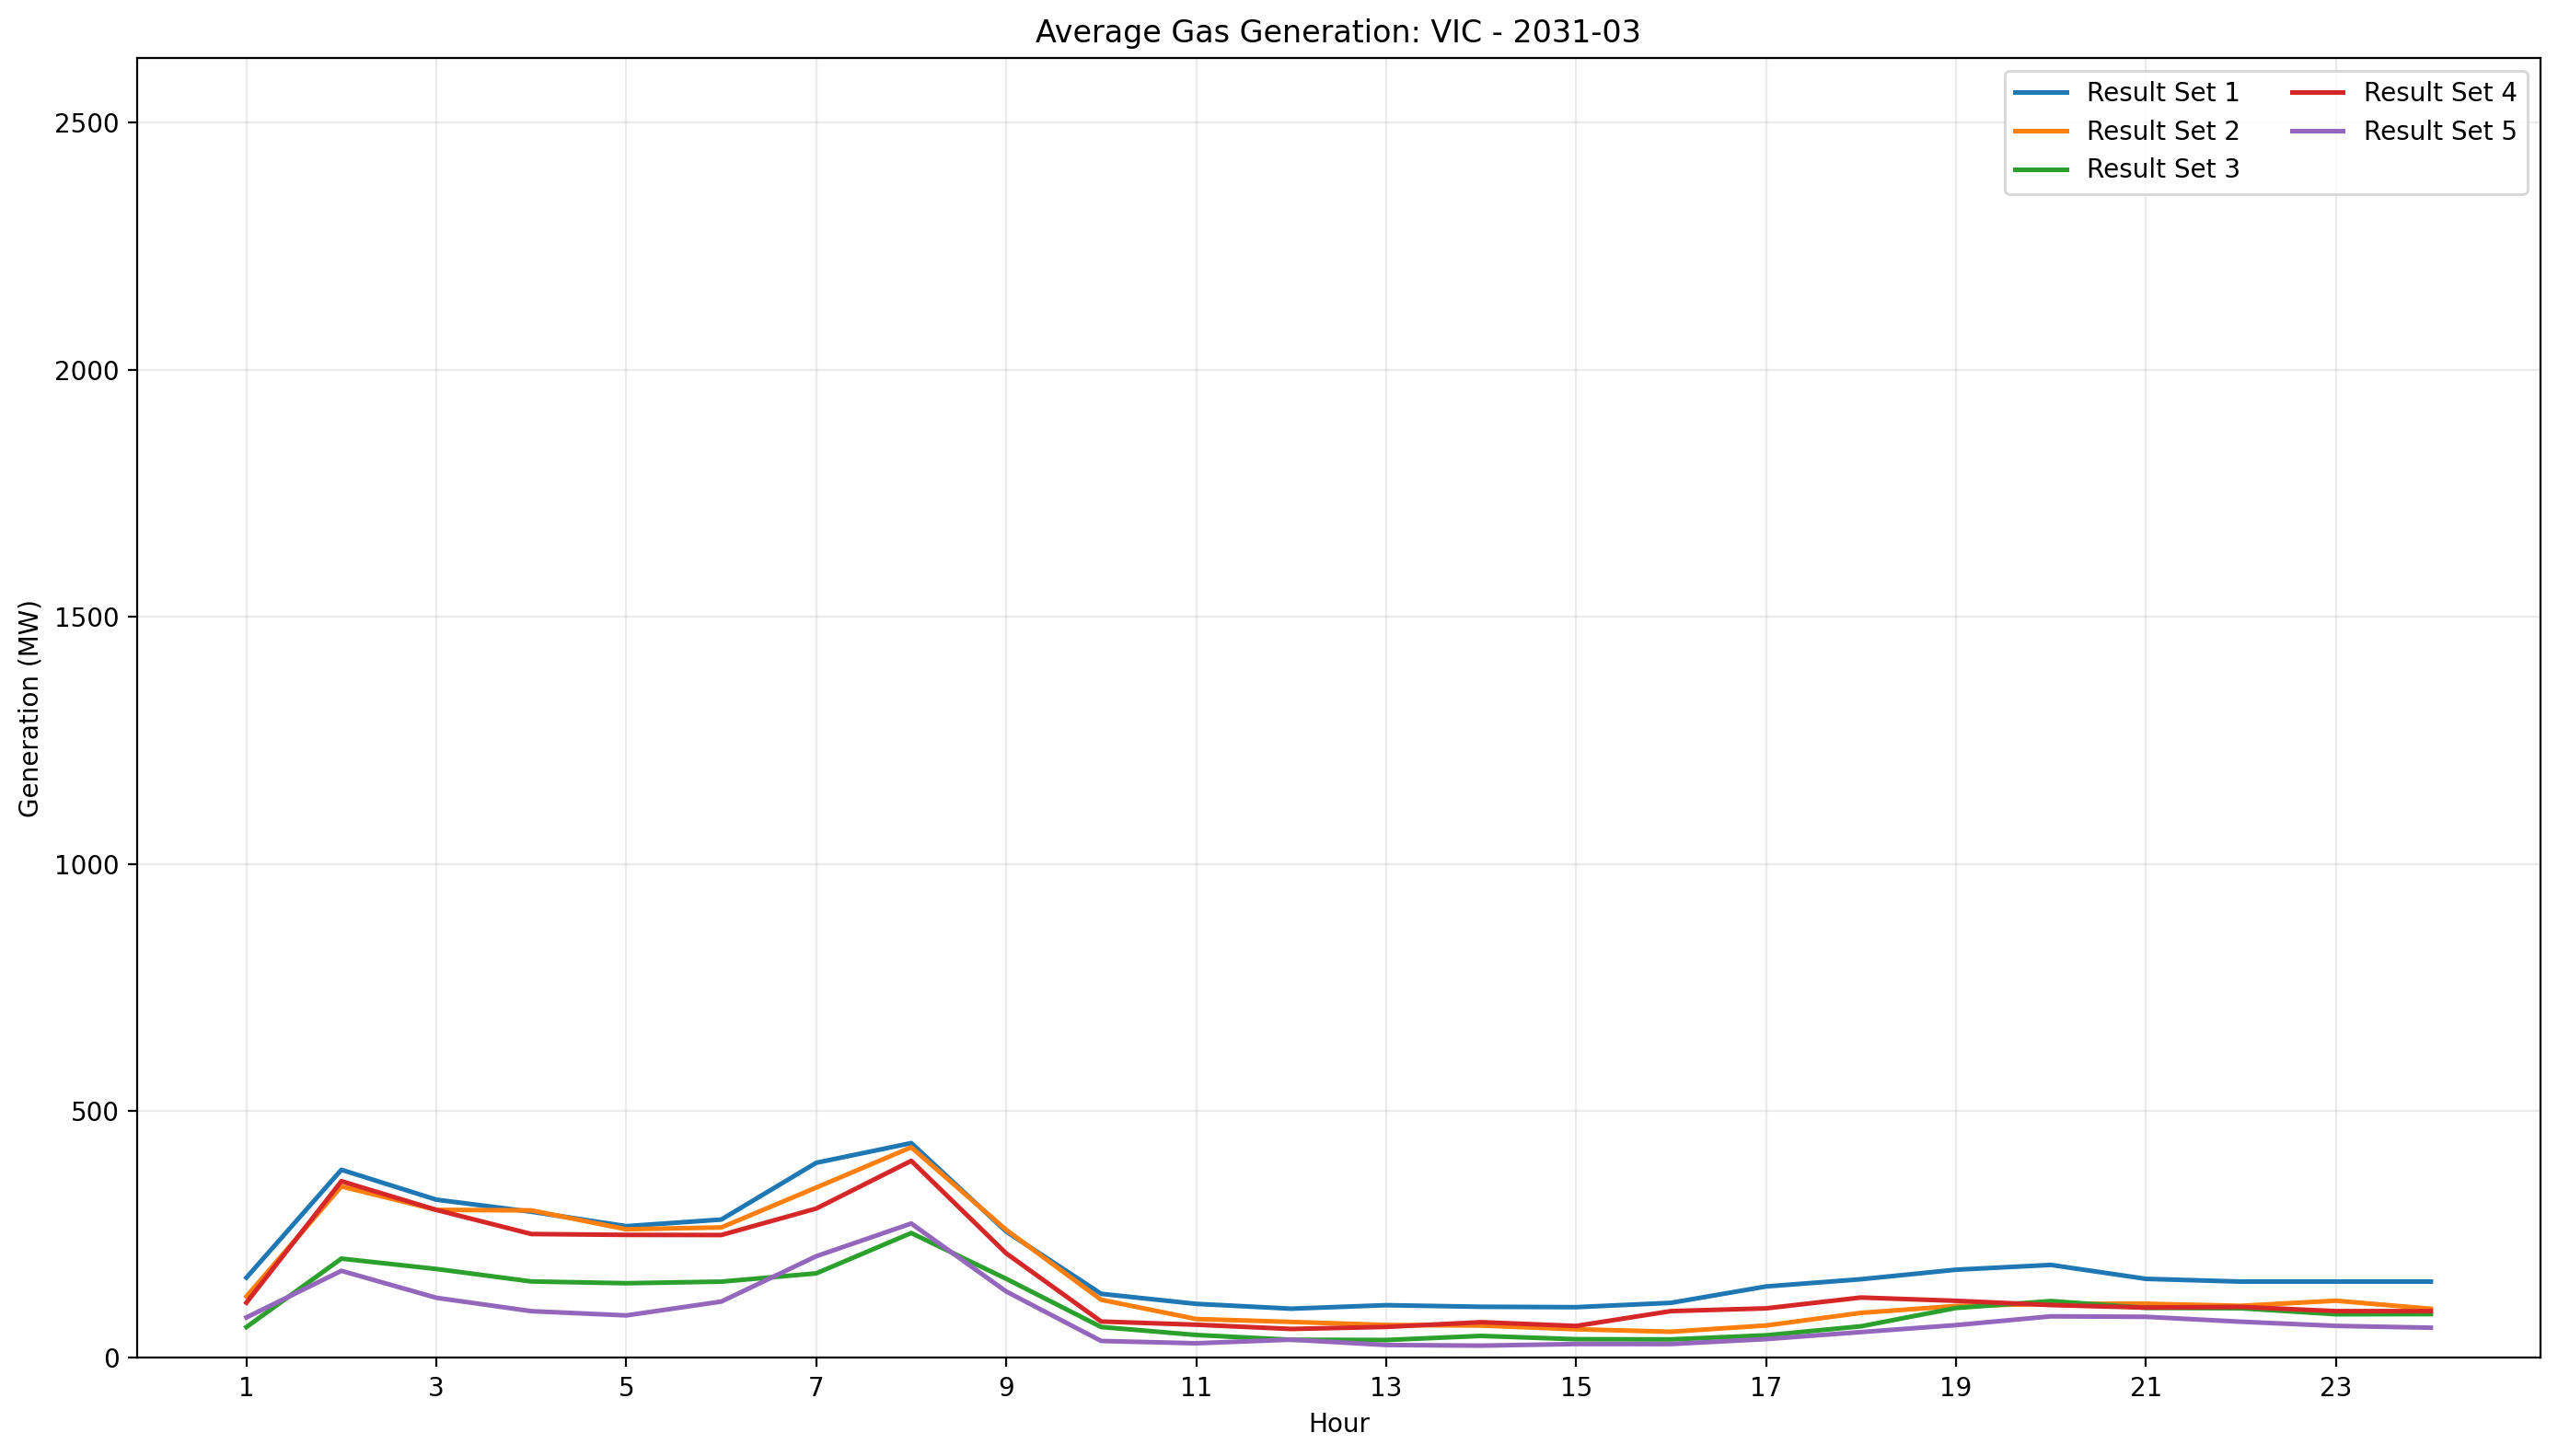 Average Gas Generation: VIC - 2031-03
Result Set 1
Result Set 2
Result Set 3
Result Set 4
Result Set 5
Generation (MW)
2500
2000
1500
1000
500
0
1 3 5 7 9 11 13 15 17 19 21 23
Hour